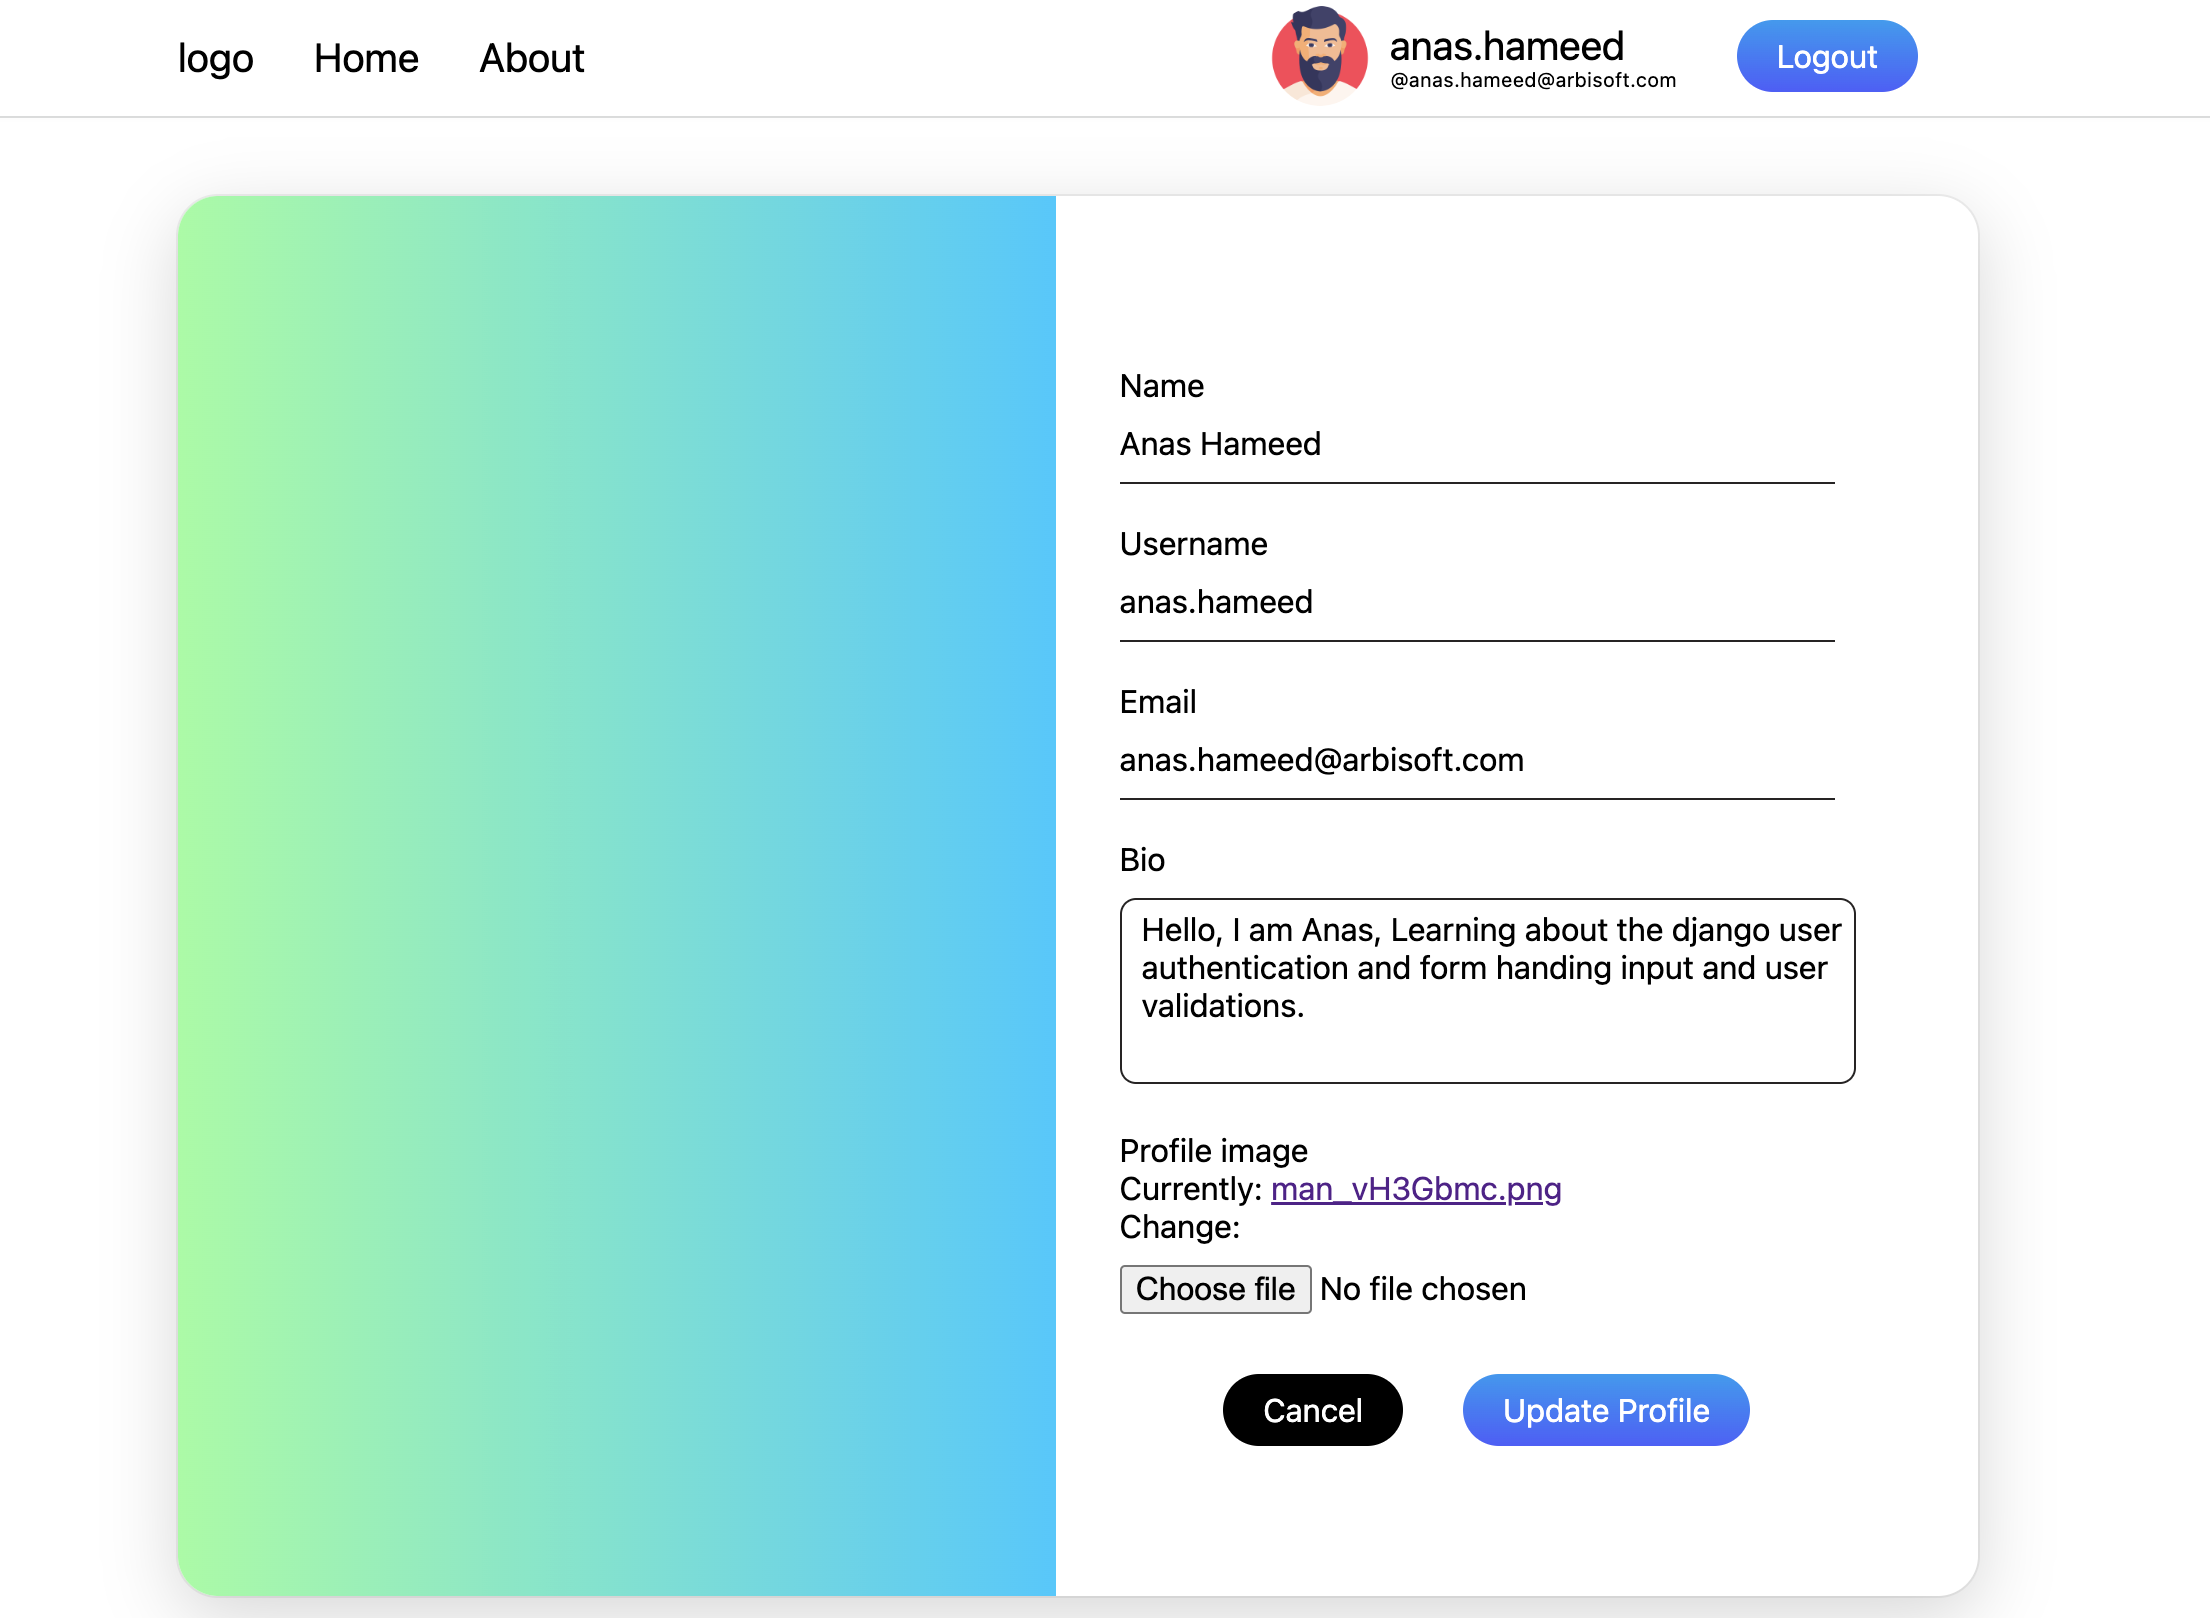 logo Home About
anas.hameed
@anas.hameed@arbisoft.com
Logout
Name
Anas Hameed
Username
anas.hameed
Email
anas.hameed@arbisoft.com
Bio
Hello, I am Anas, Learning about the django user
authentication and form handing input and user
validations.
Profile image
Currently: man_vH3Gbmc.png
Change:
Choose file No file chosen
Cancel Update Profile